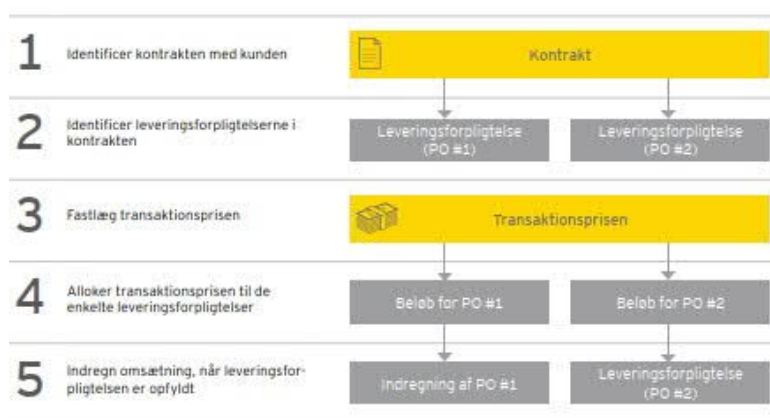 1
Identificer kontrakten med kunden
Kontrakt
2
Identificer leveringsforpligtelserne i
kontrakten
Leveringsforpligtelse
(PO #1)
Leveringsforpligtelse
(PO #2)
3
Fastlæg transaktionsprisen
Transaktionsprisen
4
Alloker transaktionsprisen til de
enkelte leveringsforpligtelser
Beløb for PO #1
Beløb for PO #2
5
Indregn omsætning, når leveringsfor-
pligtelsen er opfyldt
Indregning af PO #1
Leveringsforpligtelse
(PO #2)